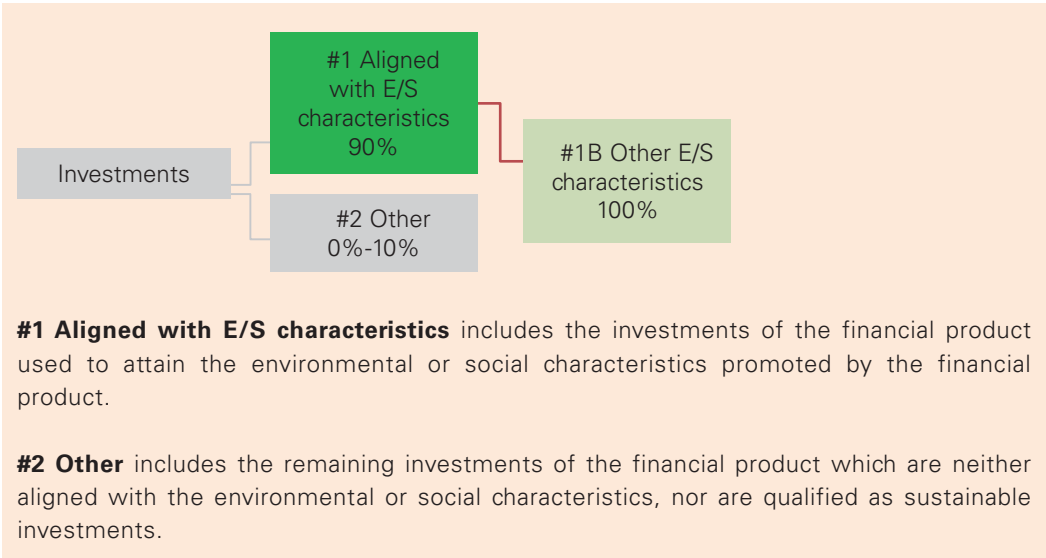 #1 Aligned
with E/S
characteristics
90%
Investments
#1B Other E/S
characteristics
100%
#2 Other
0%-10%
#1 Aligned with E/S characteristics includes the investments of the financial product
used to attain the environmental or social characteristics promoted by the financial
product.
#2 Other includes the remaining investments of the financial product which are neither
aligned with the environmental or social characteristics, nor are qualified as sustainable
investments.